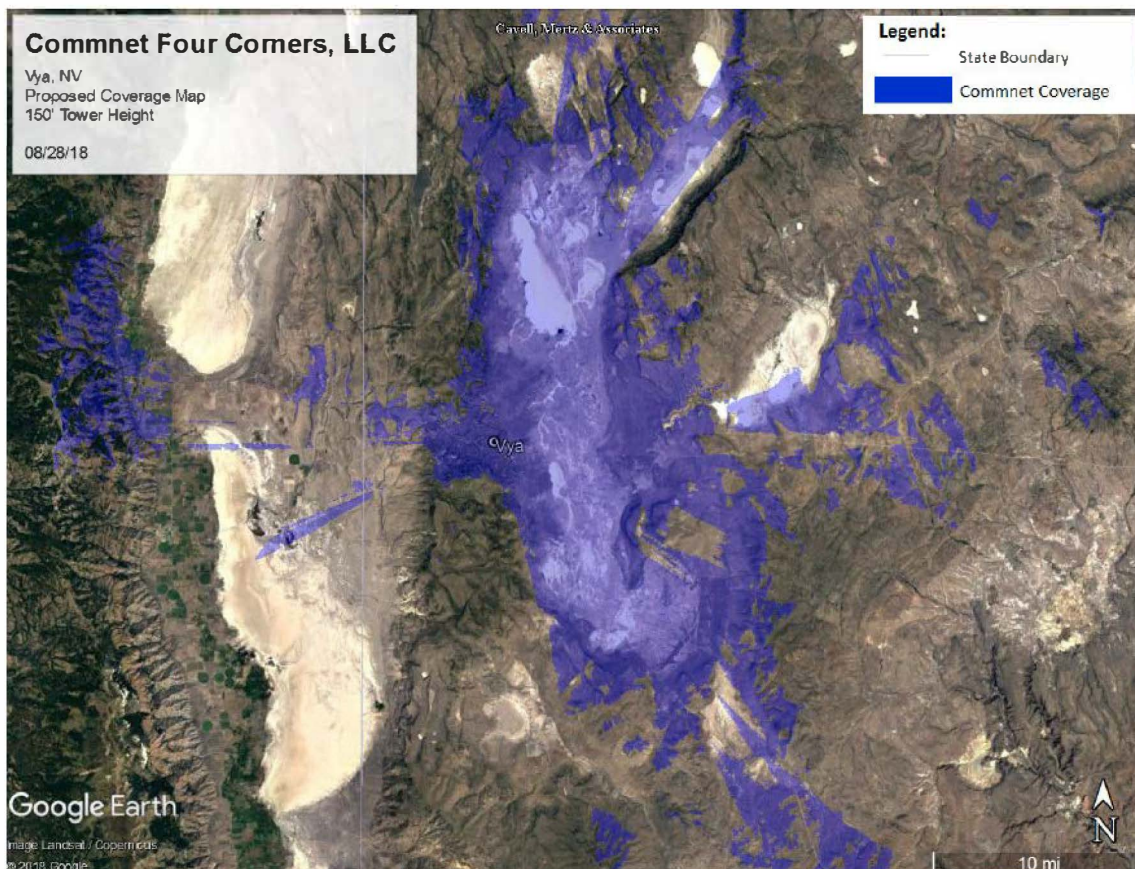 Commnet Four Corners, LLC
Vya, NV
Proposed Coverage Map
150' Tower Height
08/28/18
Cavell, Mertz & Associates
Legend:
State Boundary
Commnet Coverage
Vya
Google Earth
Image Landsat / Copernicus
© 2018 Google
N
10 mi